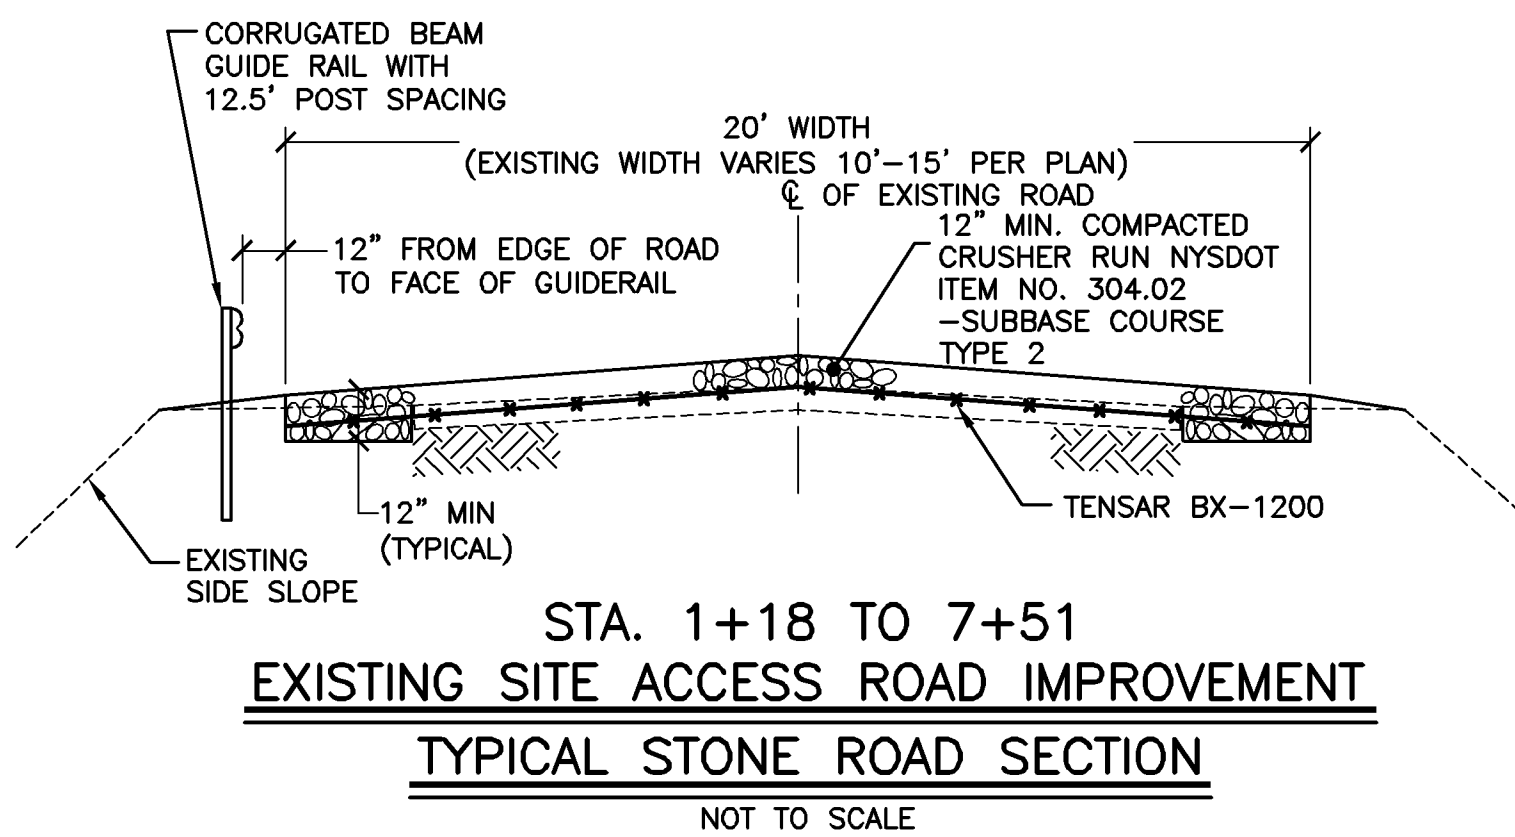 CORRUGATED BEAM
GUIDE RAIL WITH
12.5' POST SPACING
20' WIDTH
(EXISTING WIDTH VARIES 10'-15' PER PLAN)
℄ OF EXISTING ROAD
12" FROM EDGE OF ROAD
TO FACE OF GUIDERAIL
12" MIN. COMPACTED
CRUSHER RUN NYSDOT
ITEM NO. 304.02
-SUBBASE COURSE
TYPE 2
12" MIN
(TYPICAL)
TENSAR BX-1200
EXISTING
SIDE SLOPE
STA. 1+18 TO 7+51
EXISTING SITE ACCESS ROAD IMPROVEMENT
TYPICAL STONE ROAD SECTION
NOT TO SCALE